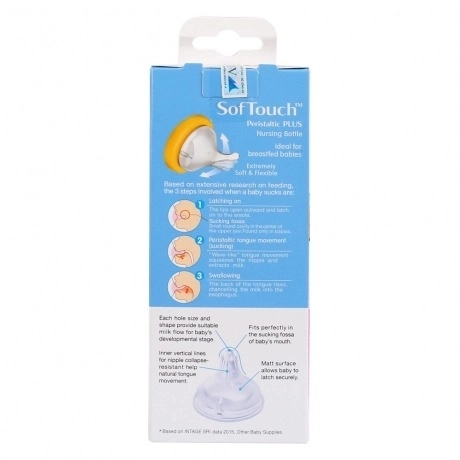 SofTouch™
Peristaltic PLUS
Nursing Bottle
Ideal for
breastfed babies
Extremely
Soft & Flexible
Based on extensive research on feeding,
the 3 steps involved when a baby sucks are:
1 Latching on
The lips open outward and latch
on to the areola.
Sucking fossa
Small round cavity in the center of
the upper jaw. Found only in babies.
2 Peristaltic tongue movement
(sucking)
"Wave-like" tongue movement
squeezes the nipple and
extracts milk.
3 Swallowing
The back of the tongue rises,
channelling the milk into the
esophagus.
Each hole size and
shape provide suitable
milk flow for baby's
developmental stage
Inner vertical lines
for nipple collapse-
resistant help
natural tongue
movement.
Fits perfectly in
the sucking fossa
of baby's mouth.
Matt surface
allows baby to
latch securely.
* Based on INTAGE SRI data 2015, Other Baby Supplies.